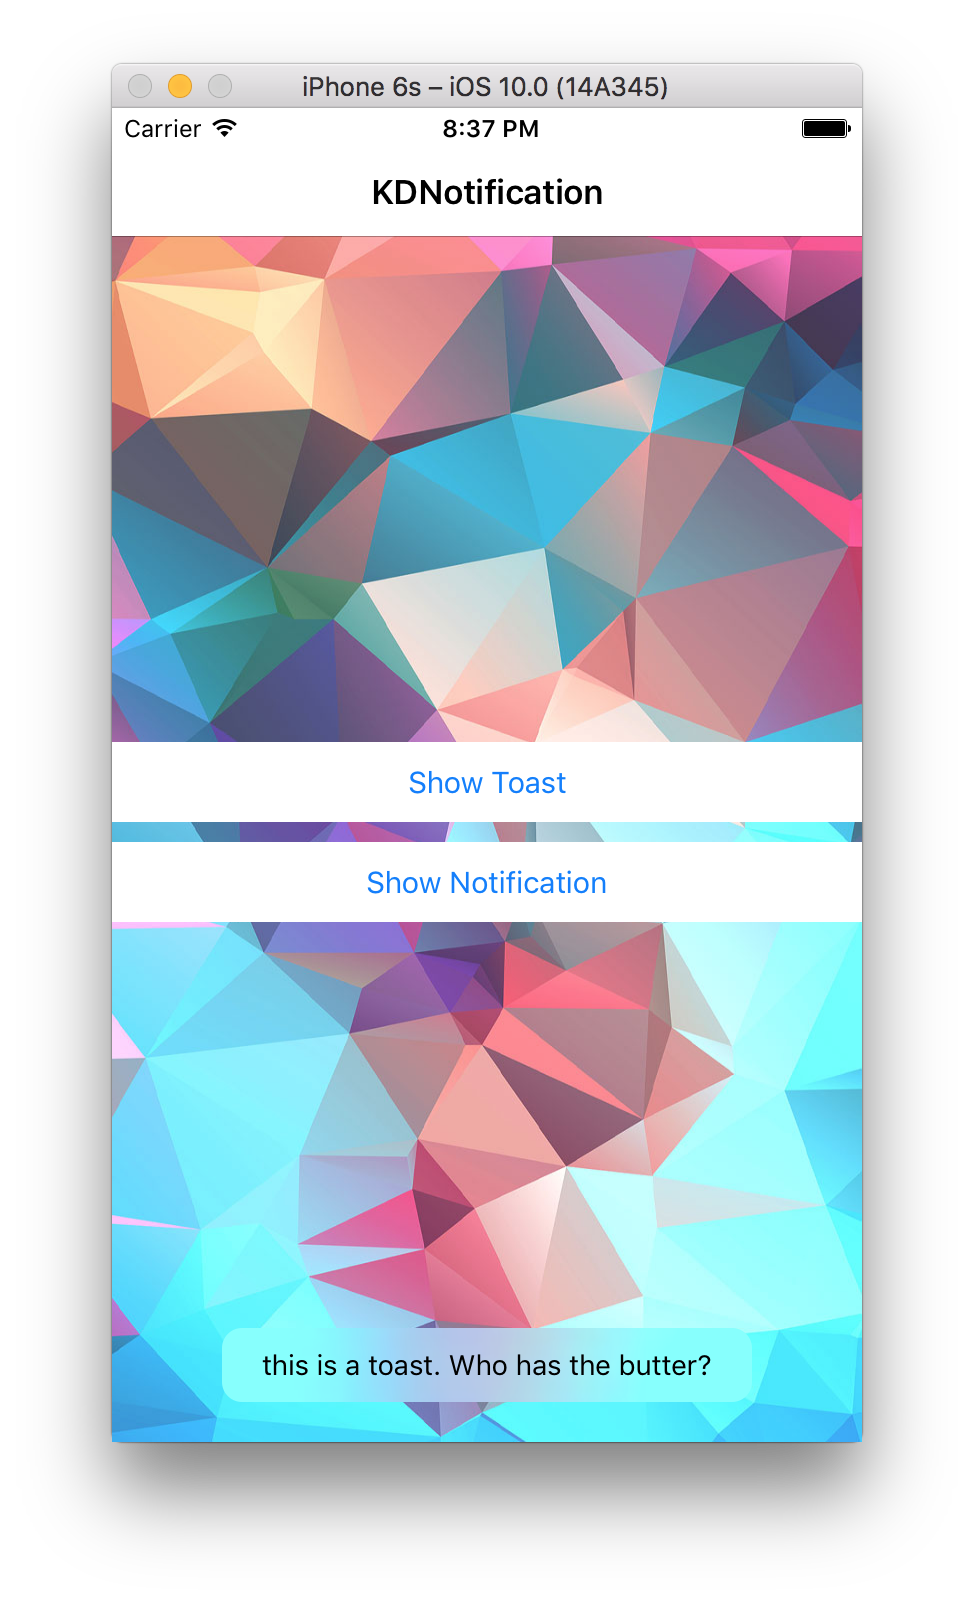 iPhone 6s – iOS 10.0 (14A345)
Carrier 8:37 PM
KDNotification
Show Toast
Show Notification
this is a toast. Who has the butter?